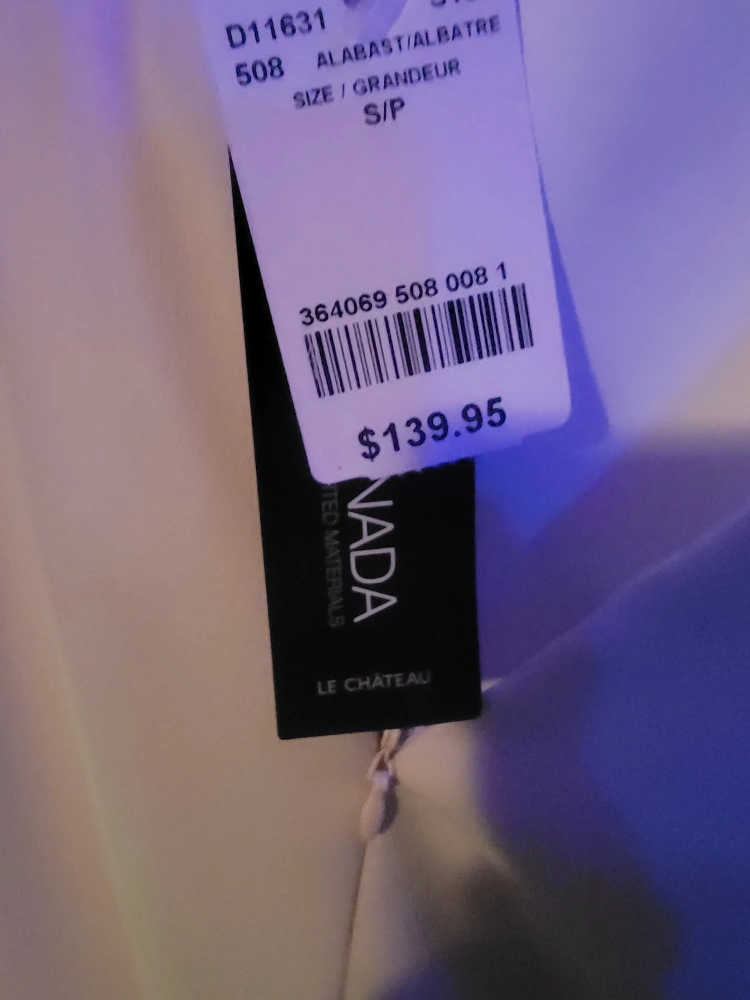 D11631
508 ALABAST/ALBATRE
SIZE / GRANDEUR
S/P
364069 508 008 1
$139.95
NADA
TED MATERIALS
LE CHÂTEAU